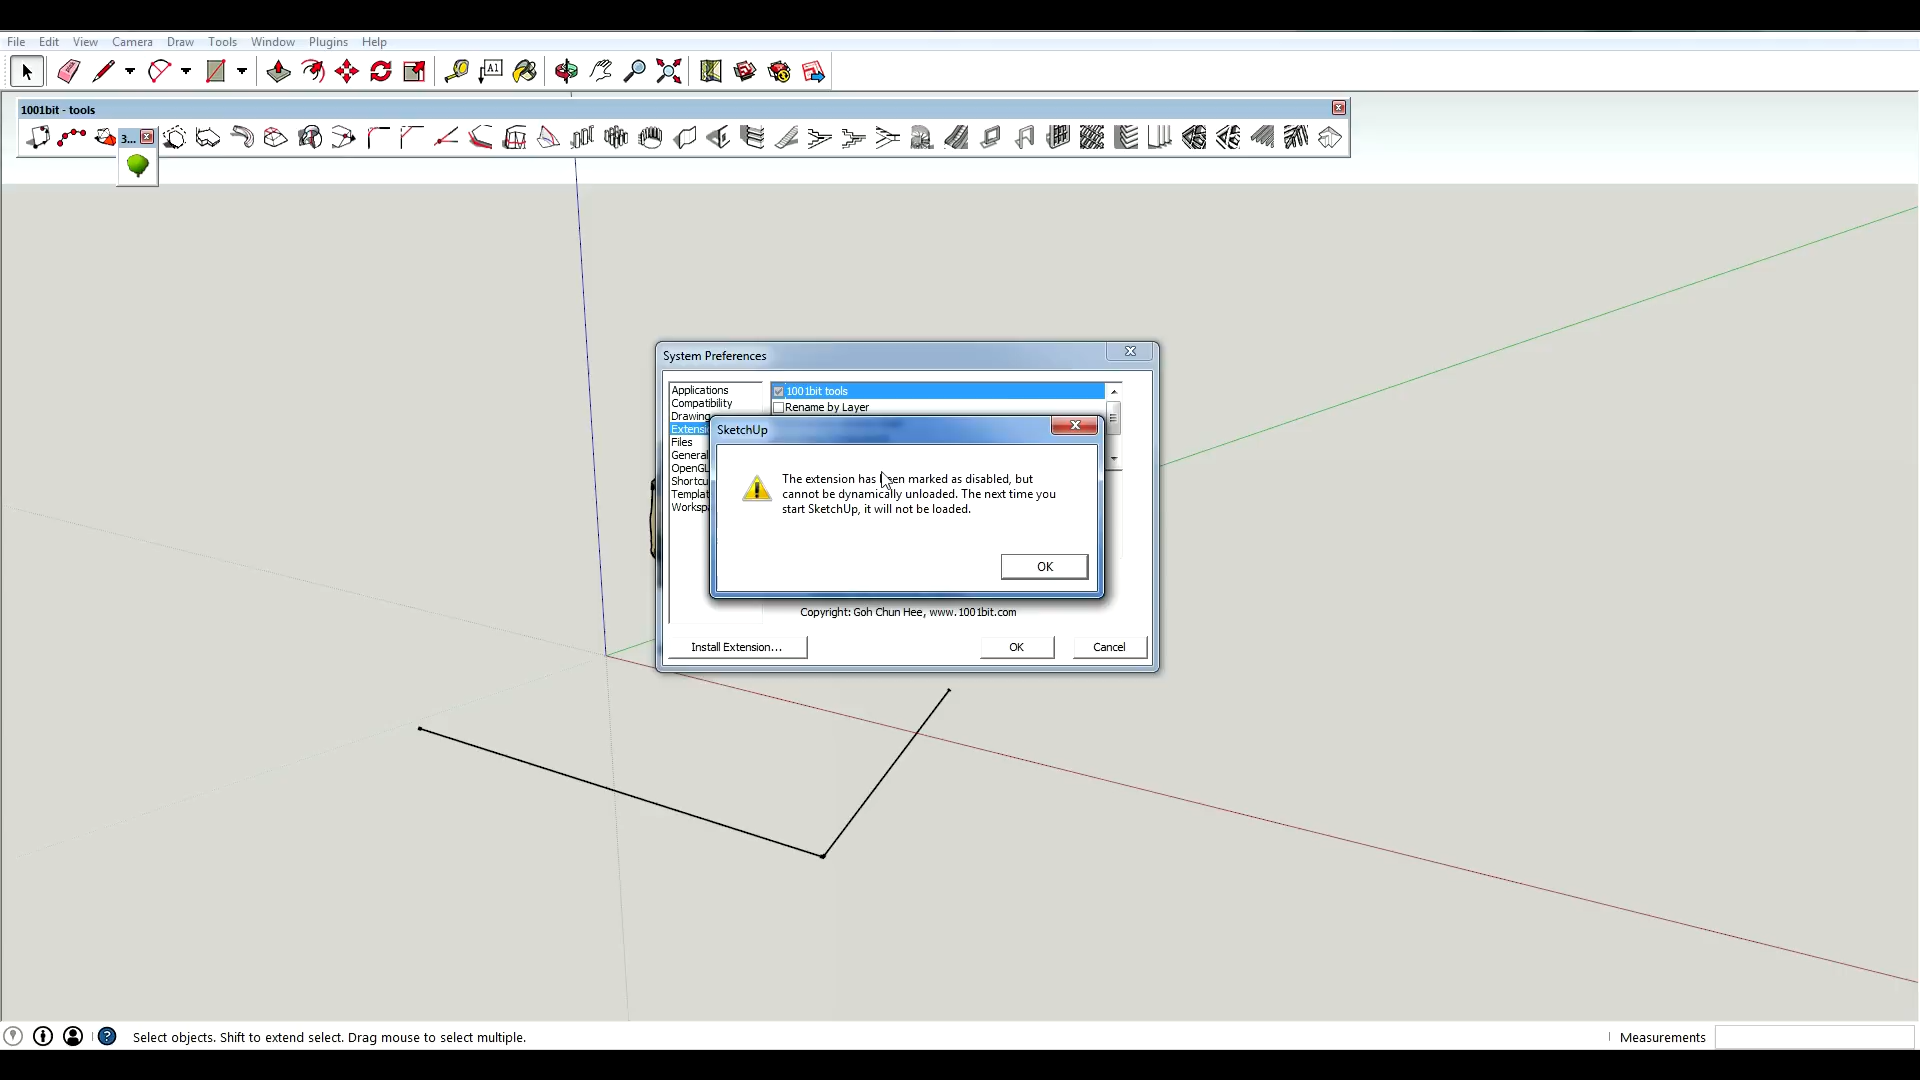 File Edit View Camera Draw Tools Window Plugins Help
A1
1001bit - tools
3...
System Preferences
Applications
Compatibility
Drawing
Extensi
Files
General
OpenGL
Shortcu
Templat
Worksp
1001bit tools
Rename by Layer
SketchUp
The extension has been marked as disabled, but
cannot be dynamically unloaded. The next time you
start SketchUp, it will not be loaded.
OK
Copyright: Goh Chun Hee, www.1001bit.com
Install Extension...
OK
Cancel
Select objects. Shift to extend select. Drag mouse to select multiple.
Measurements